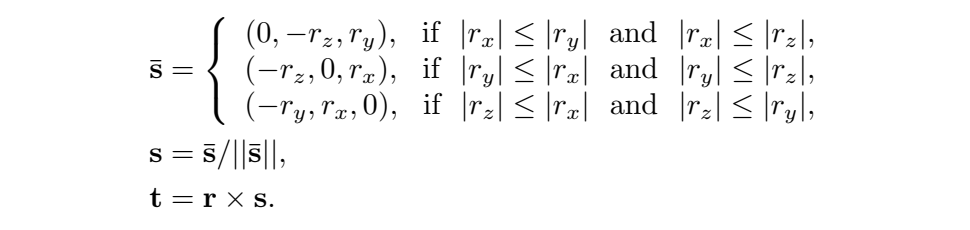 s̄ = { (0, −r_z, r_y), if |r_x| ≤ |r_y| and |r_x| ≤ |r_z|,
(−r_z, 0, r_x), if |r_y| ≤ |r_x| and |r_y| ≤ |r_z|,
(−r_y, r_x, 0), if |r_z| ≤ |r_x| and |r_z| ≤ |r_y|,
s = s̄/||s̄||,
t = r × s.